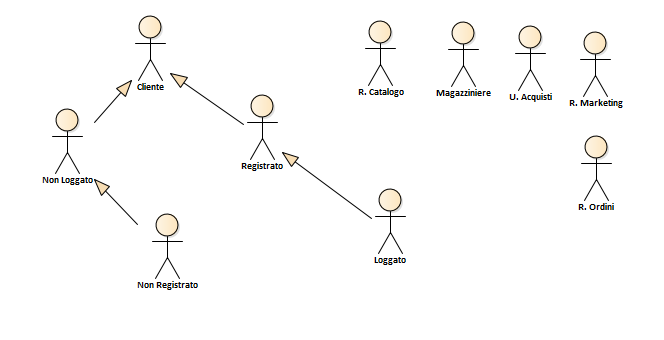 Cliente
R. Catalogo
Magazziniere
U. Acquisti
R. Marketing
Non Loggato
Registrato
R. Ordini
Loggato
Non Registrato